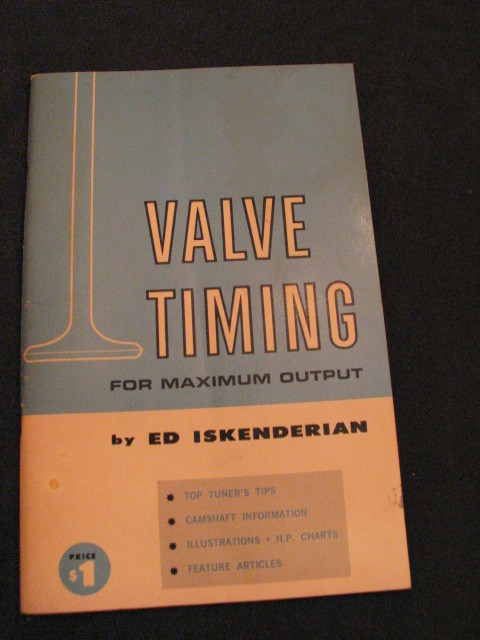 VALVE
TIMING
FOR MAXIMUM OUTPUT
by ED ISKENDERIAN
* TOP TUNER'S TIPS
* CAMSHAFT INFORMATION
* ILLUSTRATIONS • H.P. CHARTS
* FEATURE ARTICLES
PRICE
$1